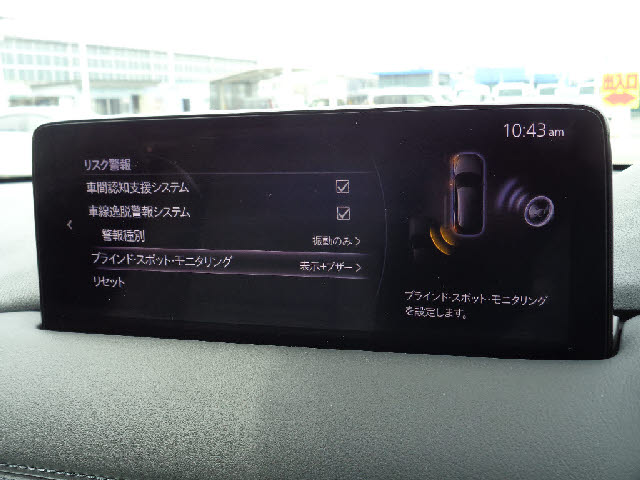 出入口
10:43 am
リスク警報
車間認知支援システム
車線逸脱警報システム
警報種別 振動のみ
ブラインド・スポット・モニタリング 表示+ブザー
リセット
ブラインド・スポット・モニタリング
を設定します。